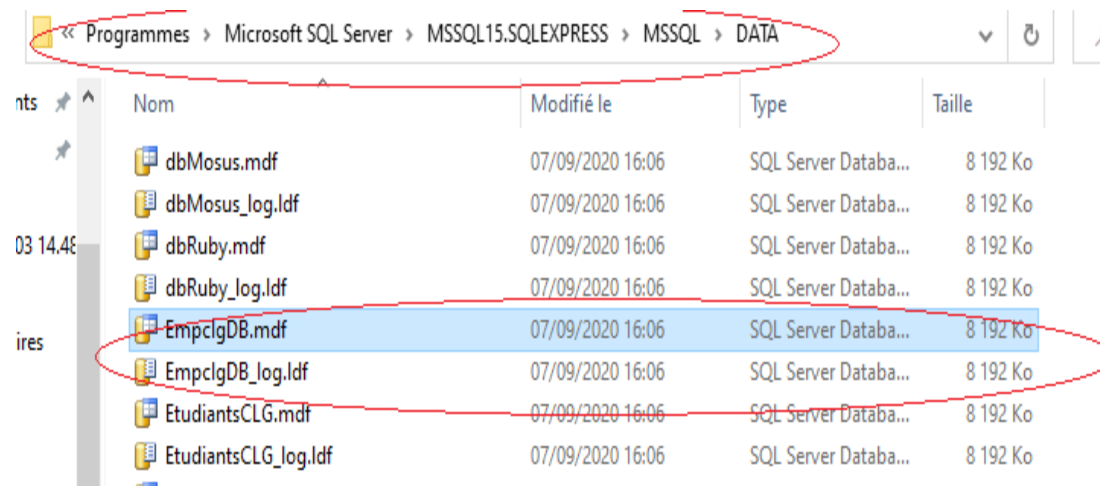 « Programmes › Microsoft SQL Server › MSSQL15.SQLEXPRESS › MSSQL › DATA
nts Nom Modifié le Type Taille
dbMosus.mdf 07/09/2020 16:06 SQL Server Databa... 8 192 Ko
dbMosus_log.ldf 07/09/2020 16:06 SQL Server Databa... 8 192 Ko
03 14.48 dbRuby.mdf 07/09/2020 16:06 SQL Server Databa... 8 192 Ko
dbRuby_log.ldf 07/09/2020 16:06 SQL Server Databa... 8 192 Ko
EmpclgDB.mdf 07/09/2020 16:06 SQL Server Databa... 8 192 Ko
ires EmpclgDB_log.ldf 07/09/2020 16:06 SQL Server Databa... 8 192 Ko
EtudiantsCLG.mdf 07/09/2020 16:06 SQL Server Databa... 8 192 Ko
EtudiantsCLG_log.ldf 07/09/2020 16:06 SQL Server Databa... 8 192 Ko